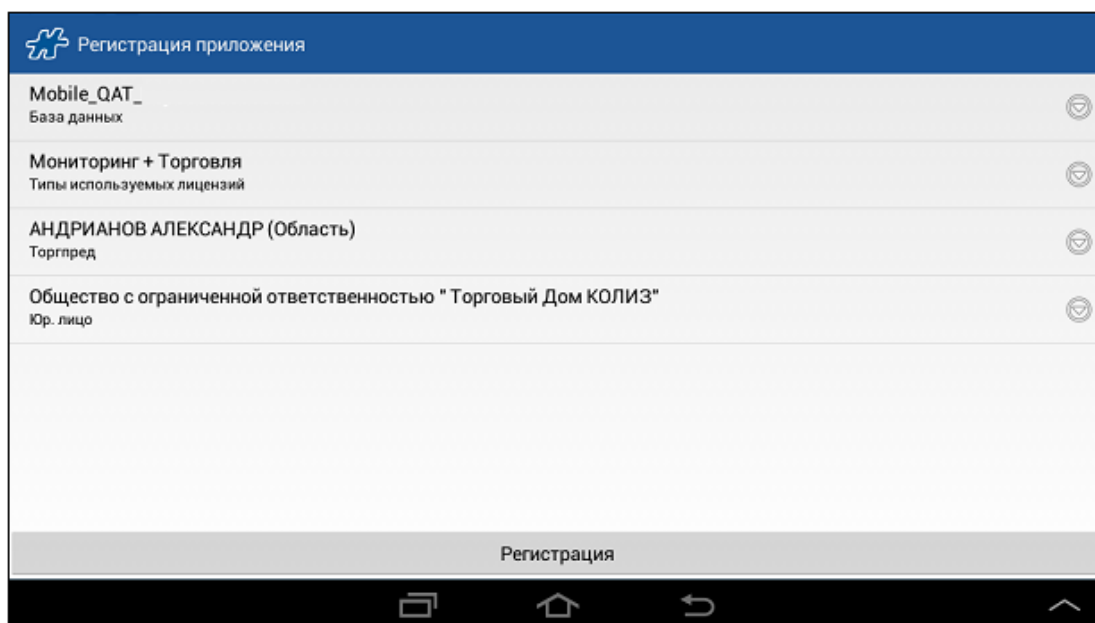 Регистрация приложения
Mobile_QAT_
База данных
Мониторинг + Торговля
Типы используемых лицензий
АНДРИАНОВ АЛЕКСАНДР (Область)
Торгпред
Общество с ограниченной ответственностью " Торговый Дом КОЛИЗ"
Юр. лицо
Регистрация